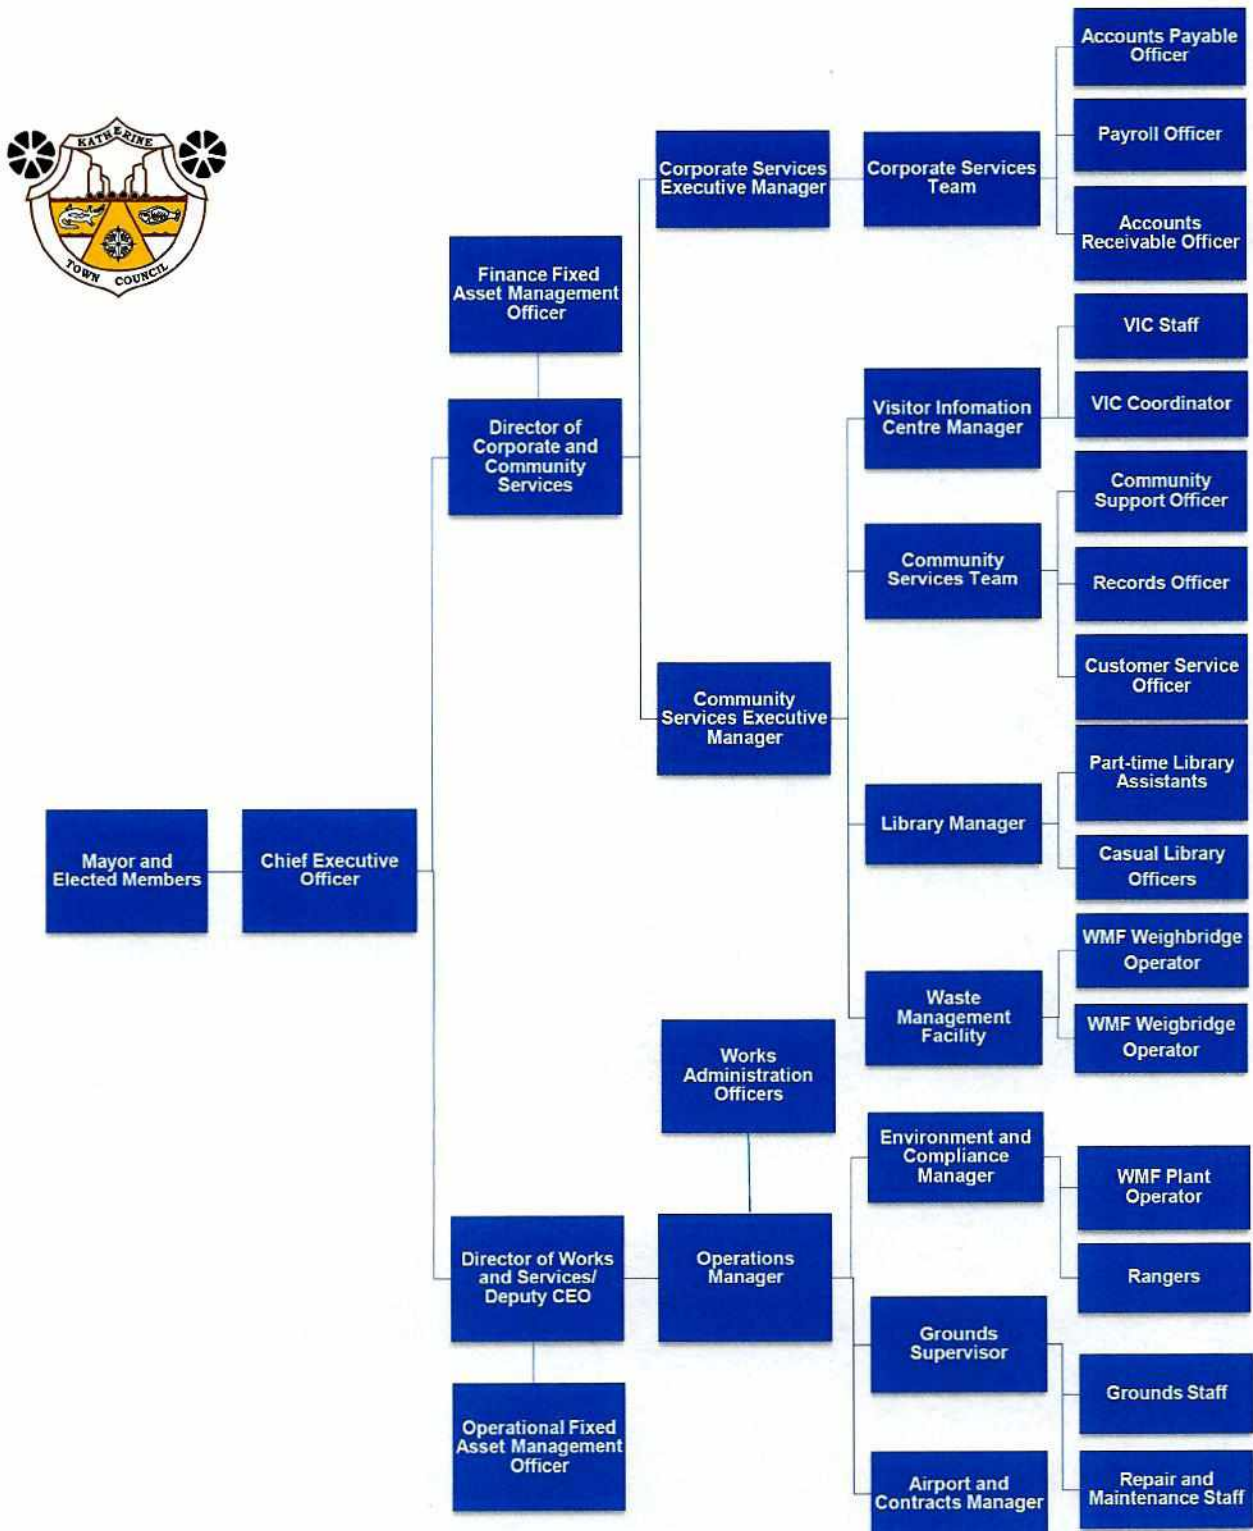 KATHERINE
TOWN COUNCIL
Mayor and
Elected Members
Chief Executive
Officer
Finance Fixed
Asset Management
Officer
Director of
Corporate and
Community
Services
Corporate Services
Executive Manager
Corporate Services
Team
Accounts Payable
Officer
Payroll Officer
Accounts
Receivable Officer
Community
Services Executive
Manager
Visitor Infomation
Centre Manager
VIC Staff
VIC Coordinator
Community
Services Team
Community
Support Officer
Records Officer
Customer Service
Officer
Library Manager
Part-time Library
Assistants
Casual Library
Officers
Waste
Management
Facility
WMF Weighbridge
Operator
WMF Weigbridge
Operator
Director of Works
and Services/
Deputy CEO
Operational Fixed
Asset Management
Officer
Works
Administration
Officers
Operations
Manager
Environment and
Compliance
Manager
WMF Plant
Operator
Rangers
Grounds
Supervisor
Grounds Staff
Repair and
Maintenance Staff
Airport and
Contracts Manager